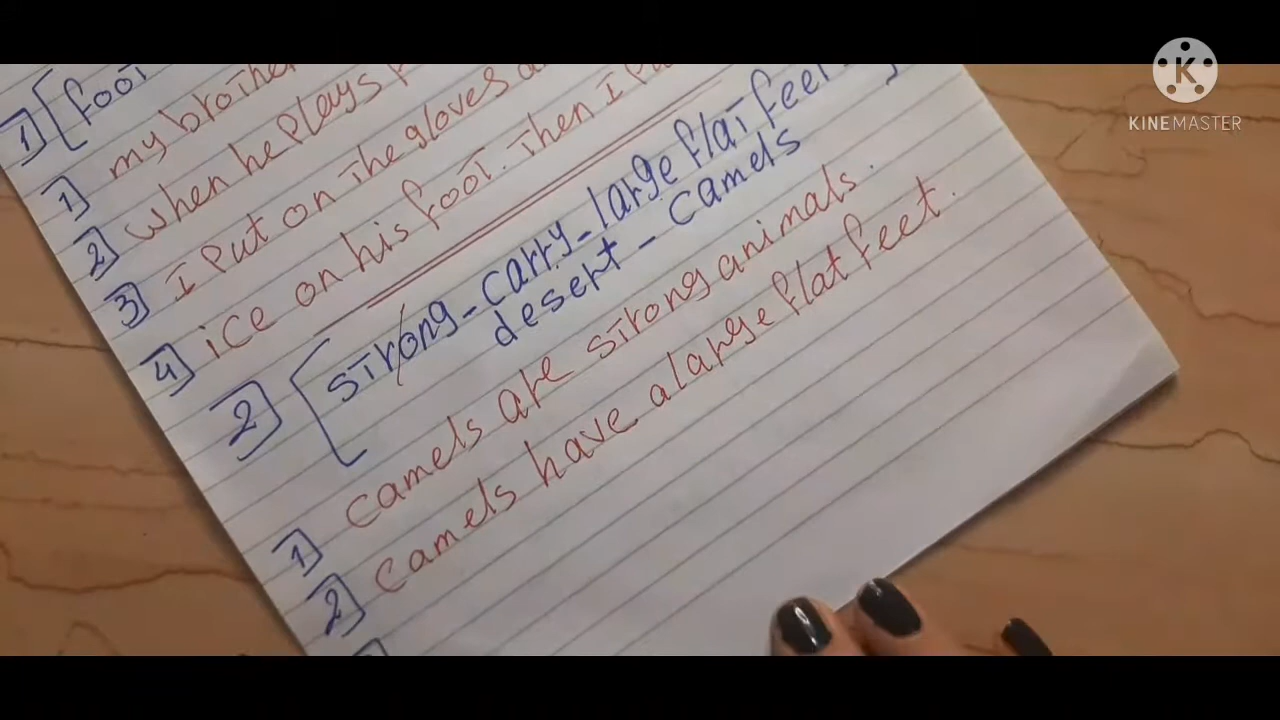 1] [foot
1] my brother
2] when he plays
3] I put on the gloves
4] ice on his foot. Then I
2] [strong - carry - large flat feet -
desert - camels
1] camels are strong animals.
2] camels have a large flat feet.
KINEMASTER